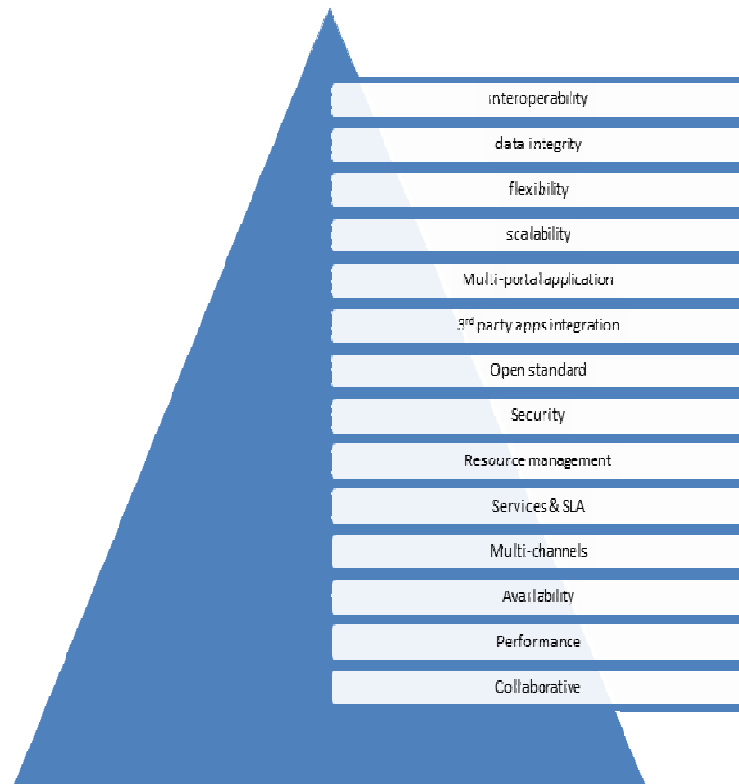 interoperability
data integrity
flexibility
scalability
Multi-portal application
3rd party apps integration
Open standard
Security
Resource management
Services & SLA
Multi-channels
Availability
Performance
Collaborative